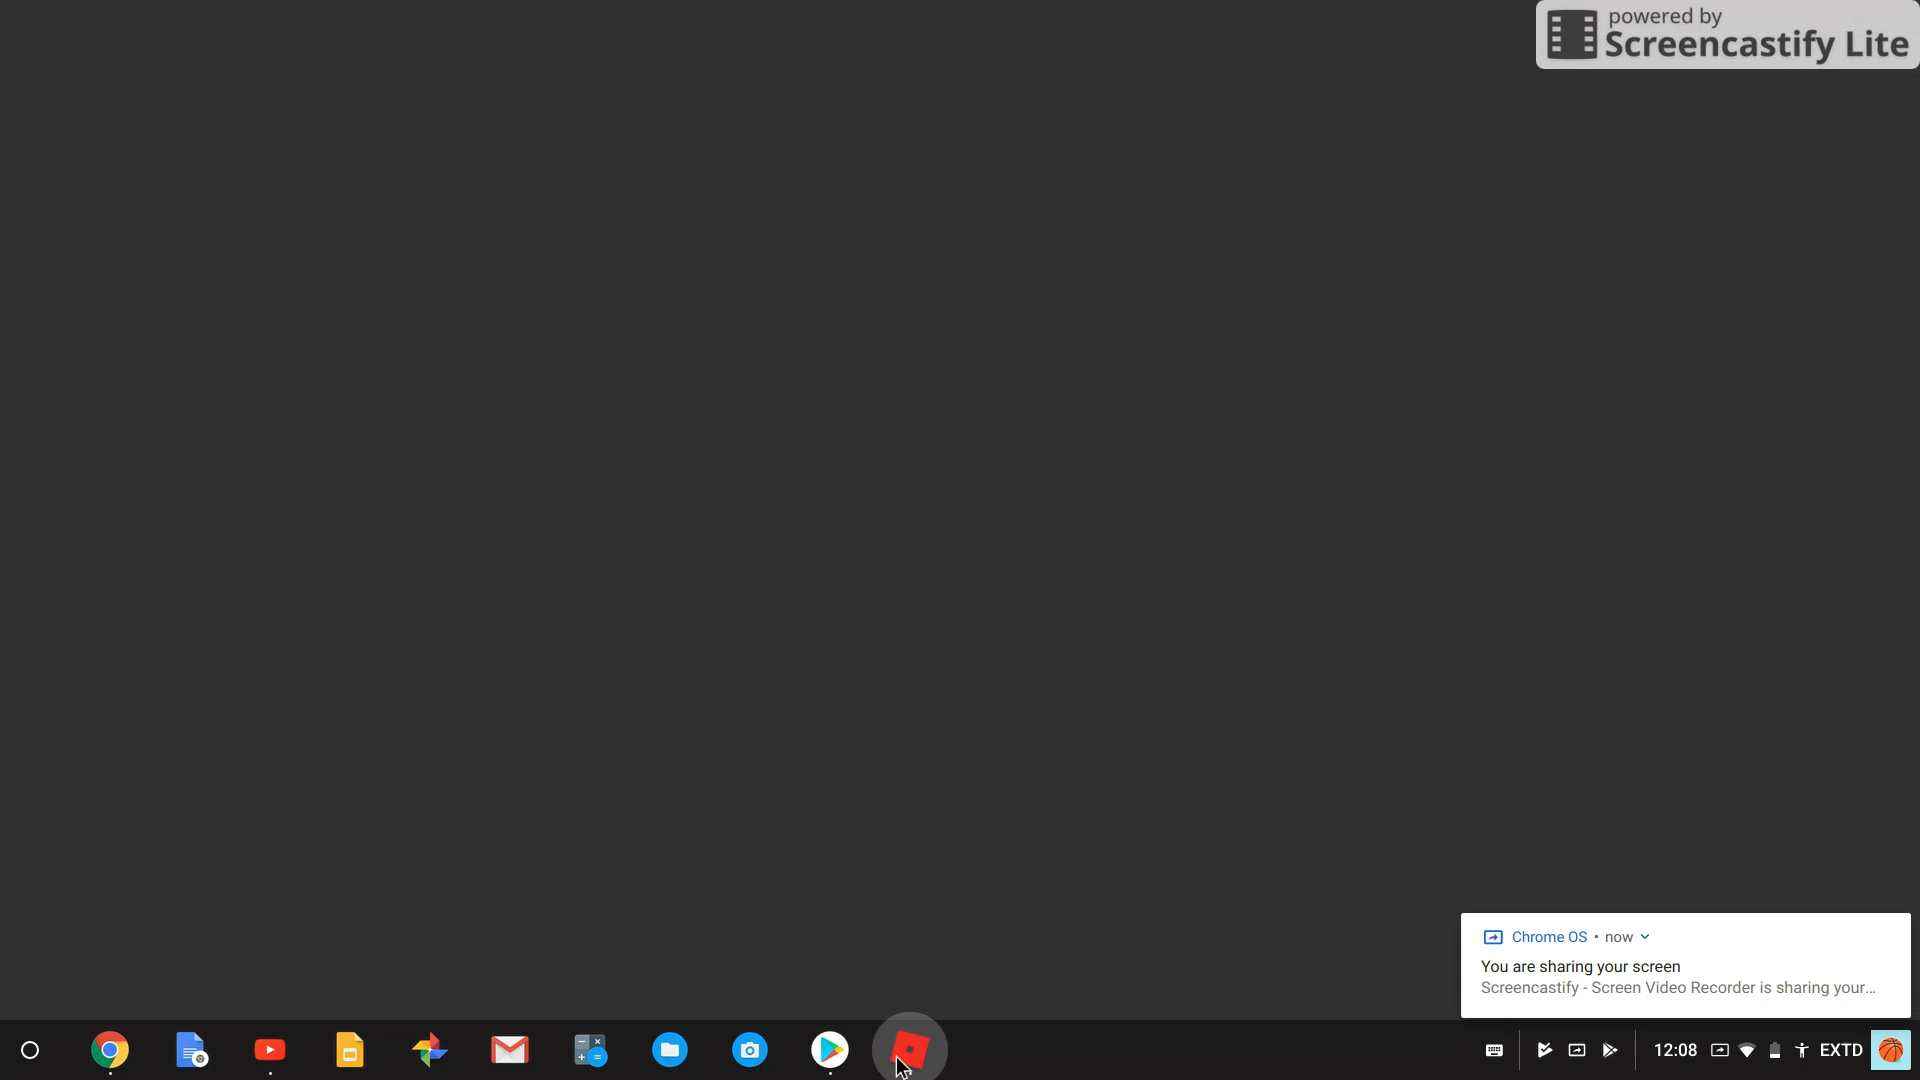 powered by
Screencastify Lite
Chrome OS • now
You are sharing your screen
Screencastify - Screen Video Recorder is sharing your...
12:08
EXTD